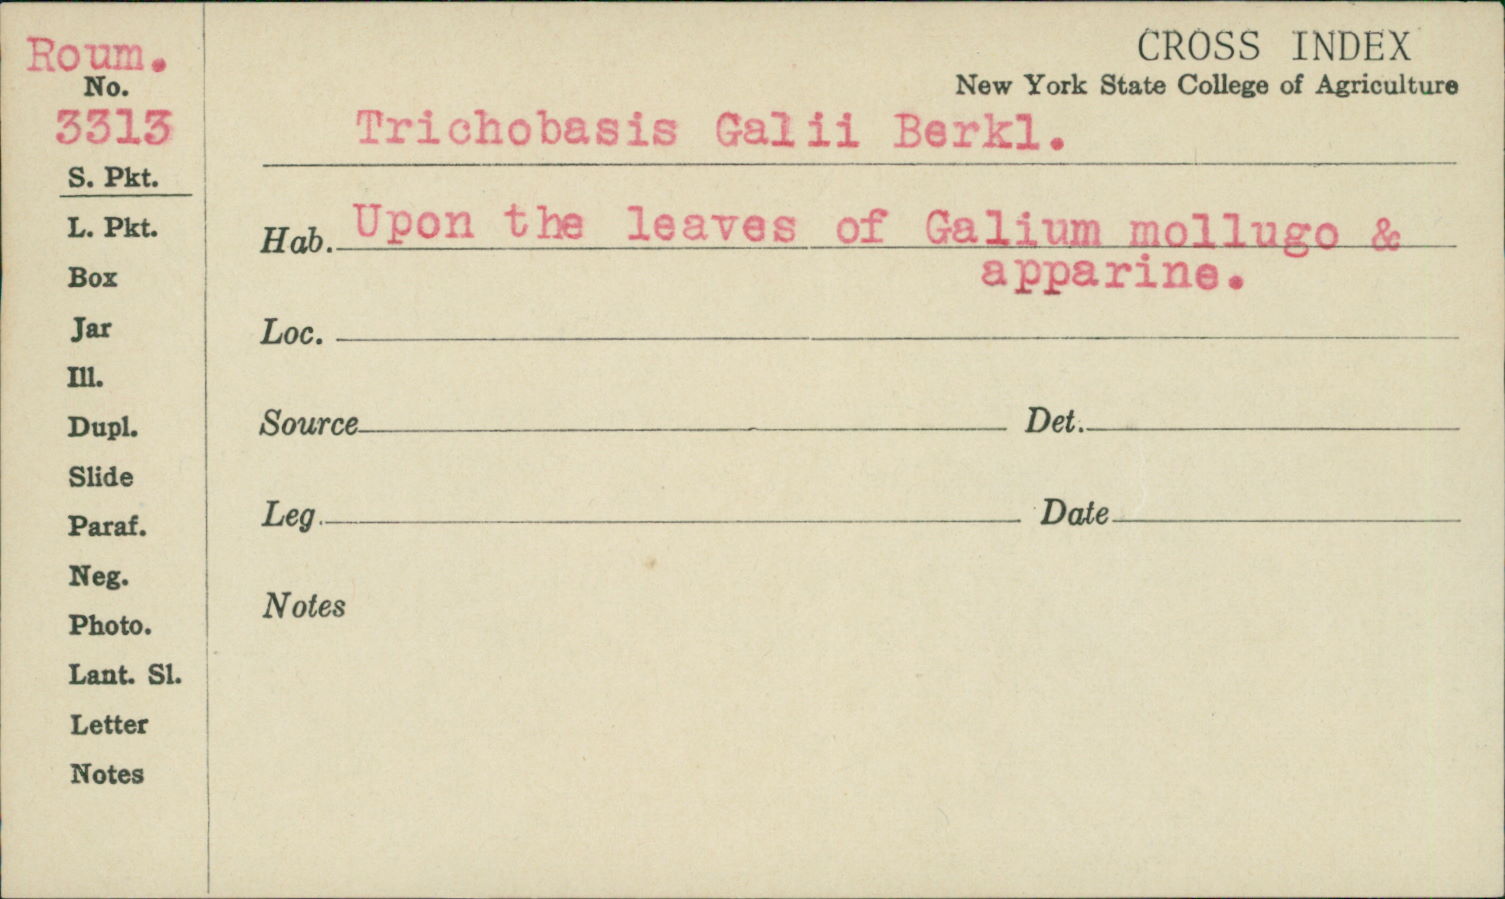 Roum.
No.
3313
S. Pkt.
L. Pkt.
Box
Jar
Ill.
Dupl.
Slide
Paraf.
Neg.
Photo.
Lant. Sl.
Letter
Notes
CROSS INDEX
New York State College of Agriculture
Trichobasis Galii Berkl.
Hab. Upon the leaves of Galium mollugo &
apparine.
Loc.
Source Det.
Leg. Date
Notes